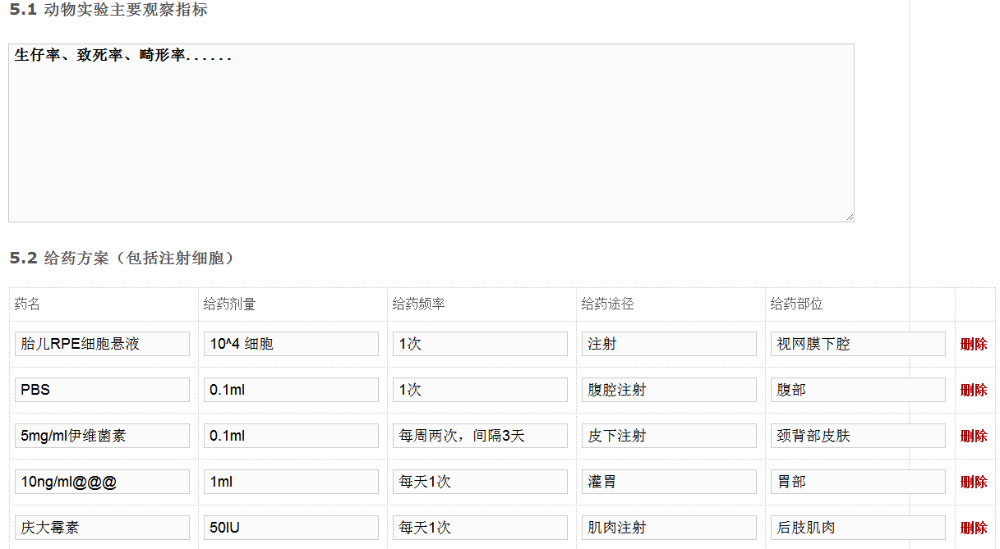 5.1 动物实验主要观察指标
生仔率、致死率、畸形率......
5.2 给药方案（包括注射细胞）
药名 给药剂量 给药频率 给药途径 给药部位
胎儿RPE细胞悬液 10^4 细胞 1次 注射 视网膜下腔 删除
PBS 0.1ml 1次 腹腔注射 腹部 删除
5mg/ml伊维菌素 0.1ml 每周两次，间隔3天 皮下注射 颈背部皮肤 删除
10ng/ml@@@ 1ml 每天1次 灌胃 胃部 删除
庆大霉素 50IU 每天1次 肌肉注射 后肢肌肉 删除